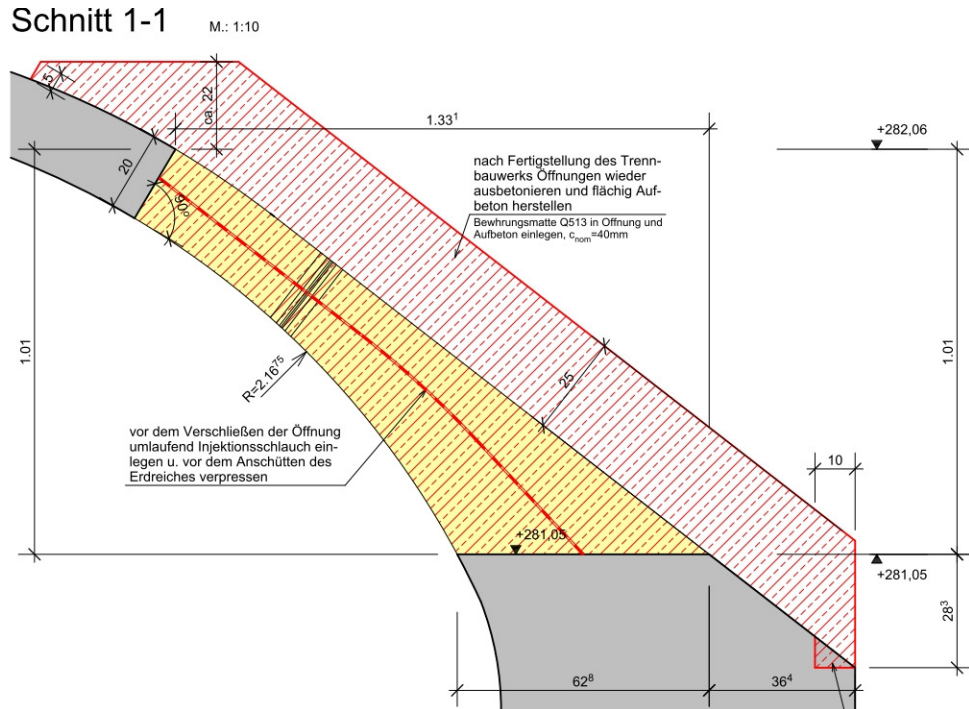 Schnitt 1-1 M.: 1:10
5
ca. 22
1.33¹
+282,06
20
nach Fertigstellung des Trenn-
bauwerks Öffnungen wieder
ausbetonieren und flächig Auf-
beton herstellen
Bewhrungsmatte Q513 in Öffnung und
Aufbeton einlegen, c_nom=40mm
90°
1.01
1.01
R=2.16⁷⁵
25
vor dem Verschließen der Öffnung
umlaufend Injektionsschlauch ein-
legen u. vor dem Anschütten des
Erdreiches verpressen
10
+281,05
+281,05
28³
62⁸
36⁴